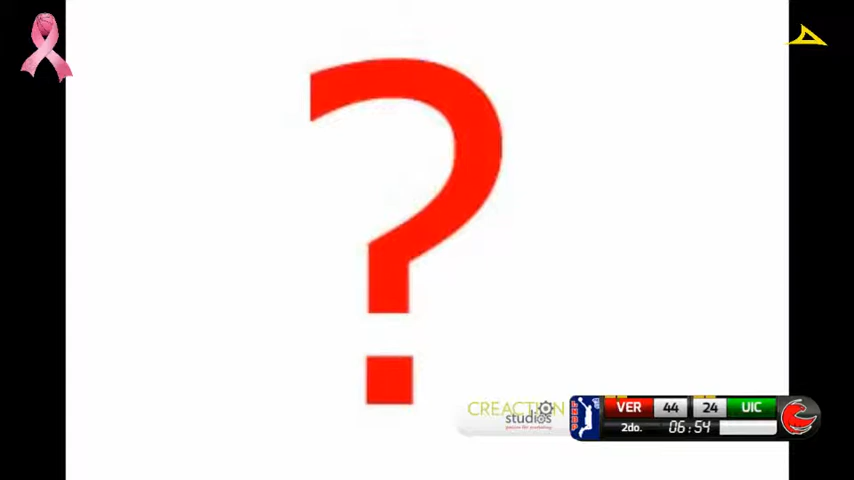 ?
CREACTION
studios
VER 44 24 UIC
2do. 06:54